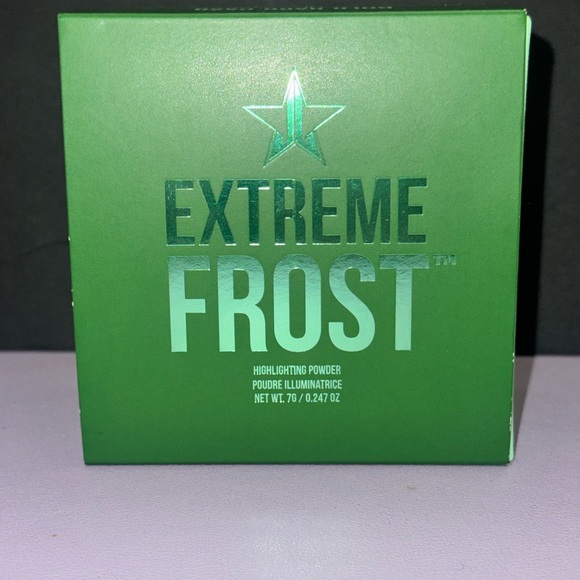 EXTREME
FROST™
HIGHLIGHTING POWDER
POUDRE ILLUMINATRICE
NET WT. 7G / 0.247 OZ